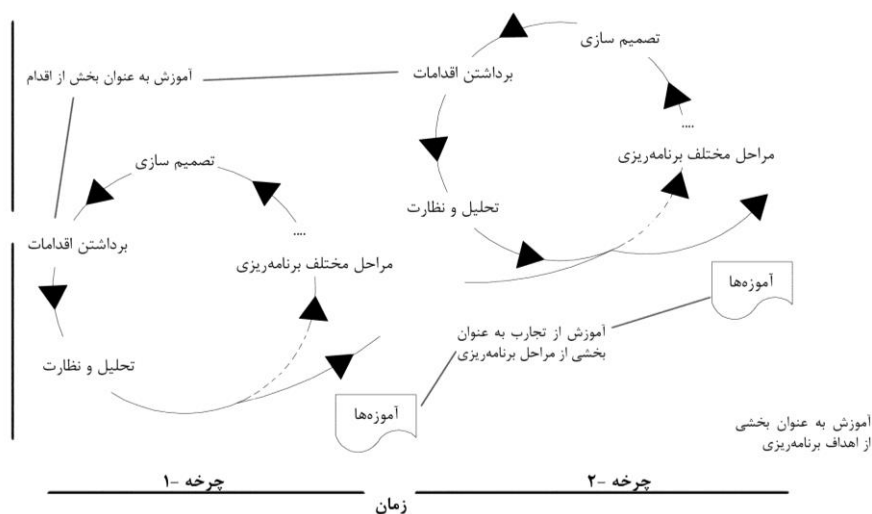 تصمیم سازی
برداشتن اقدامات
آموزش به عنوان بخش از اقدام
....
مراحل مختلف برنامه‌ریزی
تحلیل و نظارت
تصمیم سازی
برداشتن اقدامات
....
مراحل مختلف برنامه‌ریزی
تحلیل و نظارت
آموزه‌ها
آموزش از تجارب به عنوان
بخشی از مراحل برنامه‌ریزی
آموزه‌ها
آموزش به عنوان بخشی
از اهداف برنامه‌ریزی
چرخه -۲
چرخه -۱
زمان